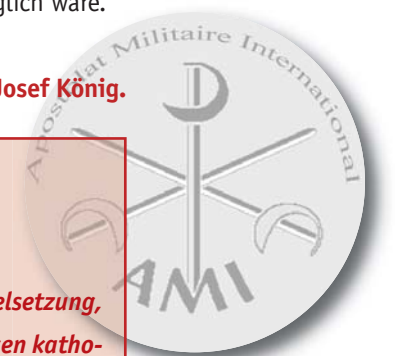 glich wäre.
Josef König.
Apostolat Militaire International
AMI
elsetzung,
en katho-